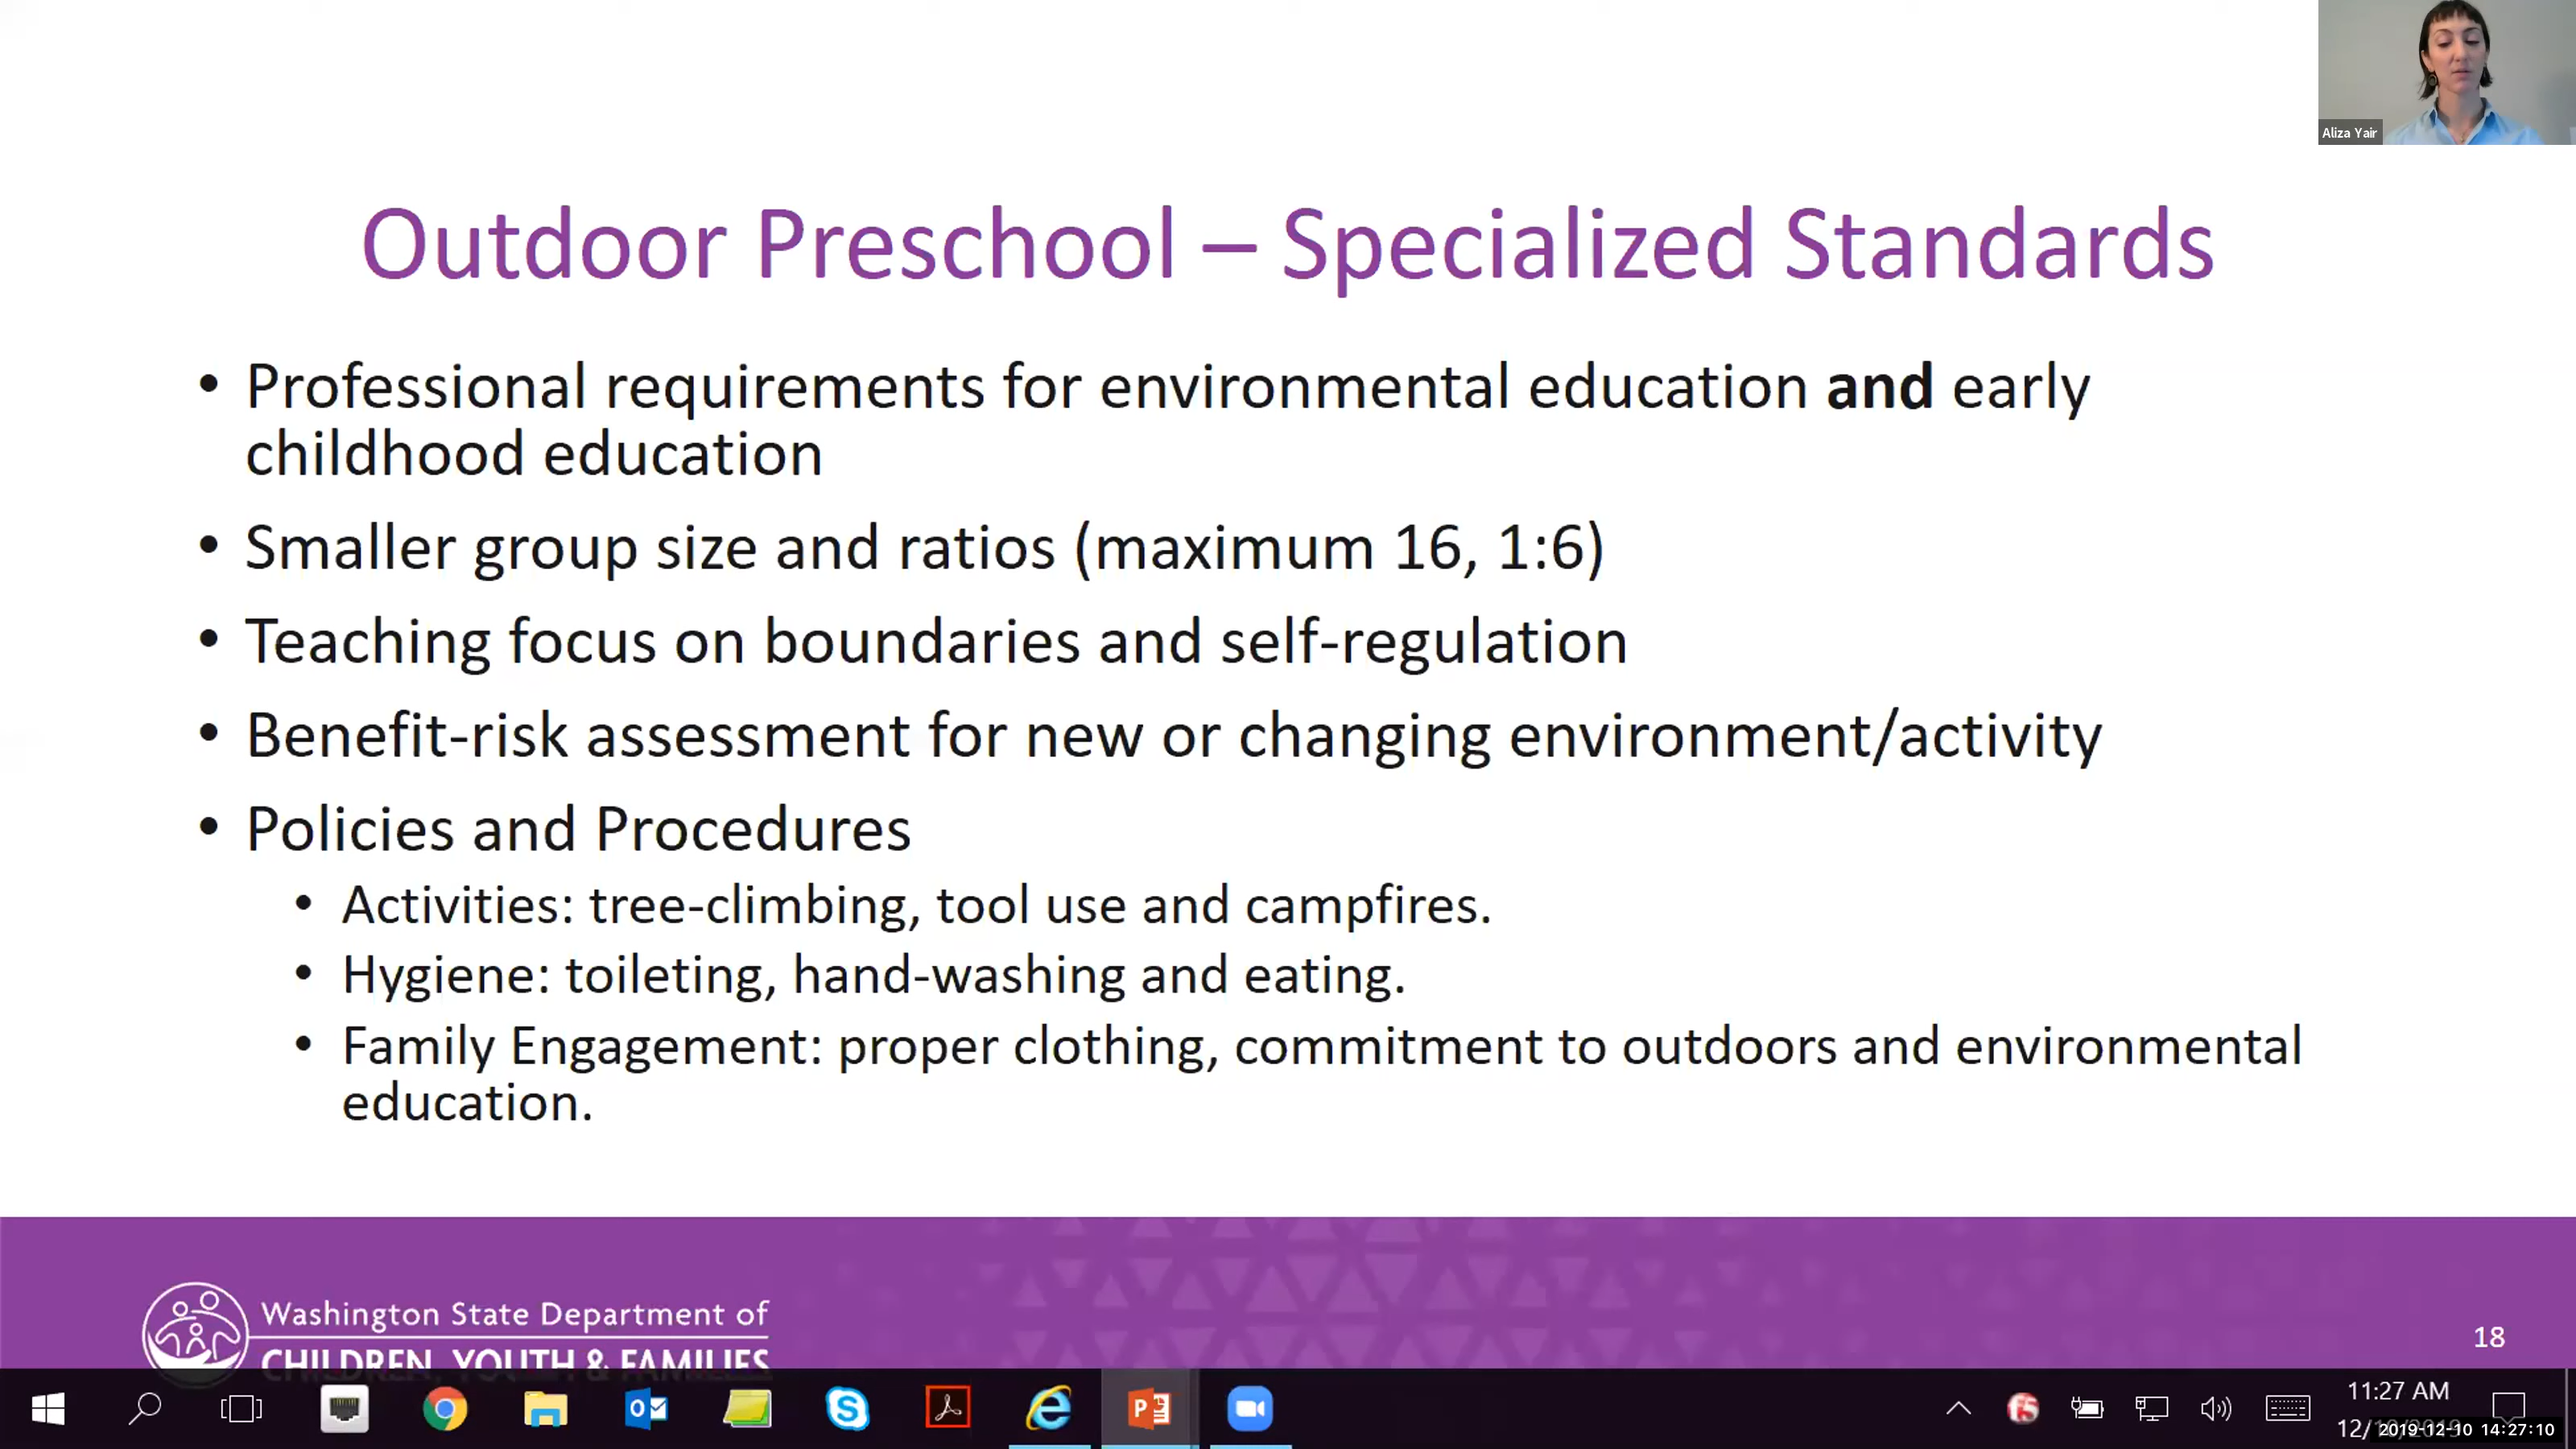 Aliza Yair
Outdoor Preschool – Specialized Standards
• Professional requirements for environmental education and early
childhood education
• Smaller group size and ratios (maximum 16, 1:6)
• Teaching focus on boundaries and self-regulation
• Benefit-risk assessment for new or changing environment/activity
• Policies and Procedures
• Activities: tree-climbing, tool use and campfires.
• Hygiene: toileting, hand-washing and eating.
• Family Engagement: proper clothing, commitment to outdoors and environmental
education.
Washington State Department of
CHILDREN, YOUTH & FAMILIES
18
11:27 AM
2019-12-10 14:27:10